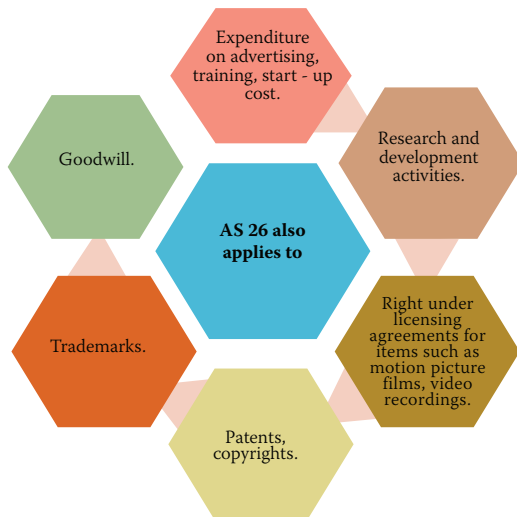 Expenditure
on advertising,
training, start - up
cost.
Research and
development
activities.
Right under
licensing
agreements for
items such as
motion picture
films, video
recordings.
Patents,
copyrights.
Trademarks.
Goodwill.
AS 26 also
applies to